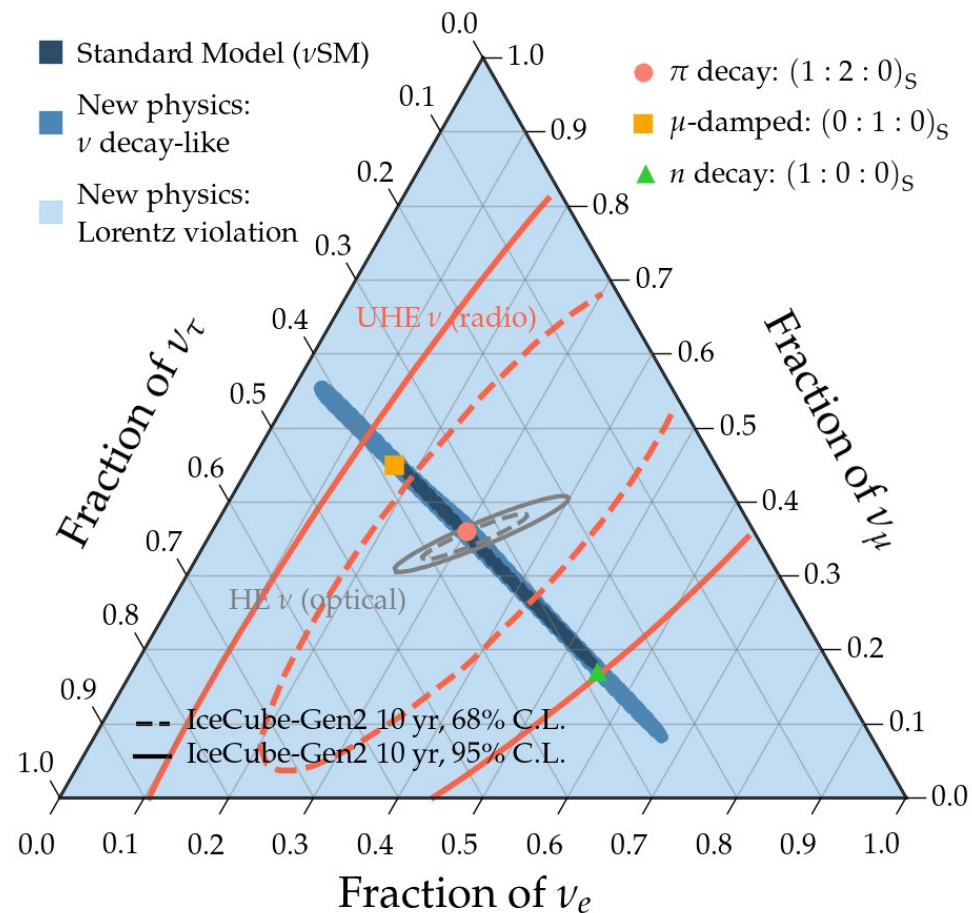 Standard Model (νSM)
New physics:
ν decay-like
New physics:
Lorentz violation
π decay: (1 : 2 : 0)S
μ-damped: (0 : 1 : 0)S
n decay: (1 : 0 : 0)S
0.0
0.1
0.2
0.3
0.4
0.5
0.6
0.7
0.8
0.9
1.0
Fraction of ντ
1.0
0.9
0.8
0.7
0.6
0.5
0.4
0.3
0.2
0.1
0.0
Fraction of νμ
UHE ν (radio)
HE ν (optical)
IceCube-Gen2 10 yr, 68% C.L.
IceCube-Gen2 10 yr, 95% C.L.
0.0 0.1 0.2 0.3 0.4 0.5 0.6 0.7 0.8 0.9 1.0
Fraction of νe